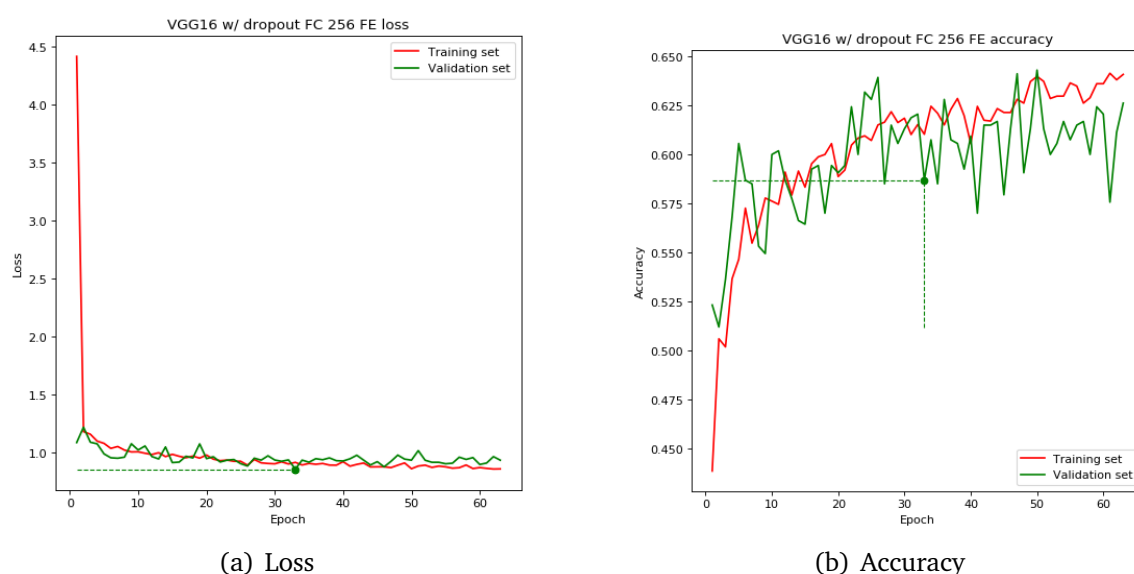 VGG16 w/ dropout FC 256 FE loss
4.5
4.0
3.5
3.0
2.5
2.0
1.5
1.0
Loss
0
10
20
30
40
50
60
Epoch
Training set
Validation set
(a) Loss
VGG16 w/ dropout FC 256 FE accuracy
0.650
0.625
0.600
0.575
0.550
0.525
0.500
0.475
0.450
Accuracy
0
10
20
30
40
50
60
Epoch
Training set
Validation set
(b) Accuracy